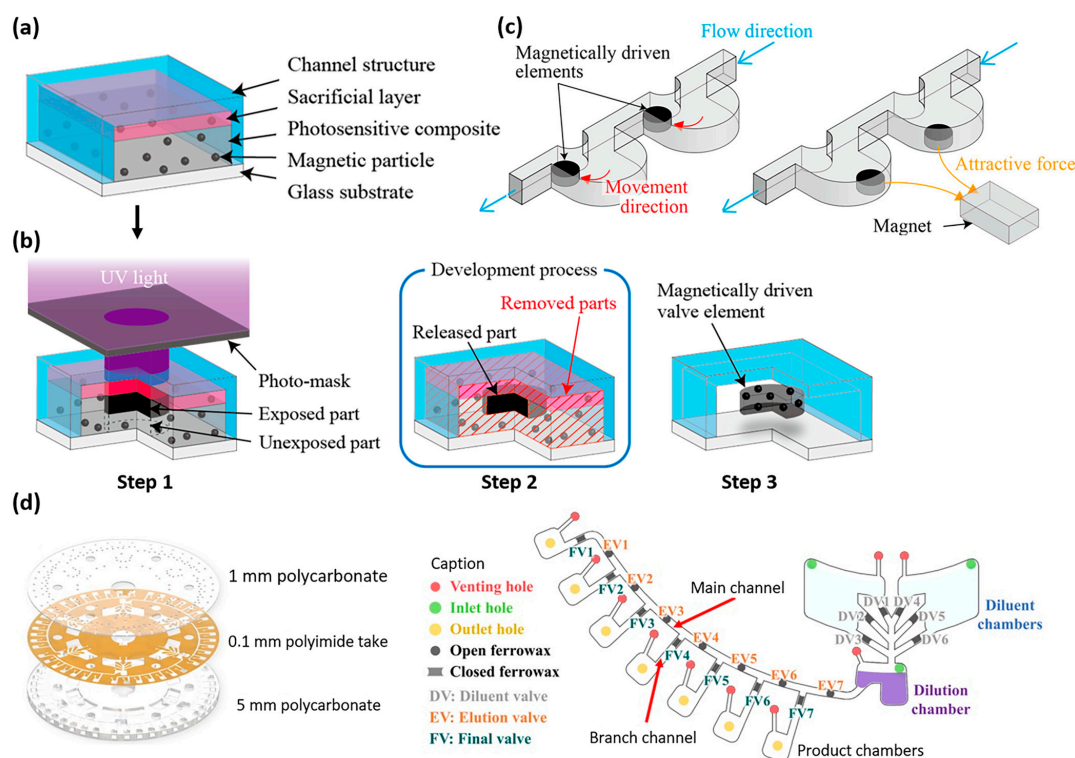 (a)
Channel structure
Sacrificial layer
Photosensitive composite
Magnetic particle
Glass substrate
(c)
Flow direction
Magnetically driven
elements
Movement
direction
Attractive force
Magnet
(b)
UV light
Photo-mask
Exposed part
Unexposed part
Step 1
Development process
Removed parts
Released part
Step 2
Magnetically driven
valve element
Step 3
(d)
1 mm polycarbonate
0.1 mm polyimide take
5 mm polycarbonate
Caption
Venting hole
Inlet hole
Outlet hole
Open ferrowax
Closed ferrowax
DV: Diluent valve
EV: Elution valve
FV: Final valve
FV1
EV1
FV2
EV2
FV3
EV3
FV4
EV4
FV5
EV5
FV6
EV6
FV7
EV7
Main channel
Branch channel
Product chambers
DV1
DV4
DV2
DV5
DV3
DV6
Diluent
chambers
Dilution
chamber